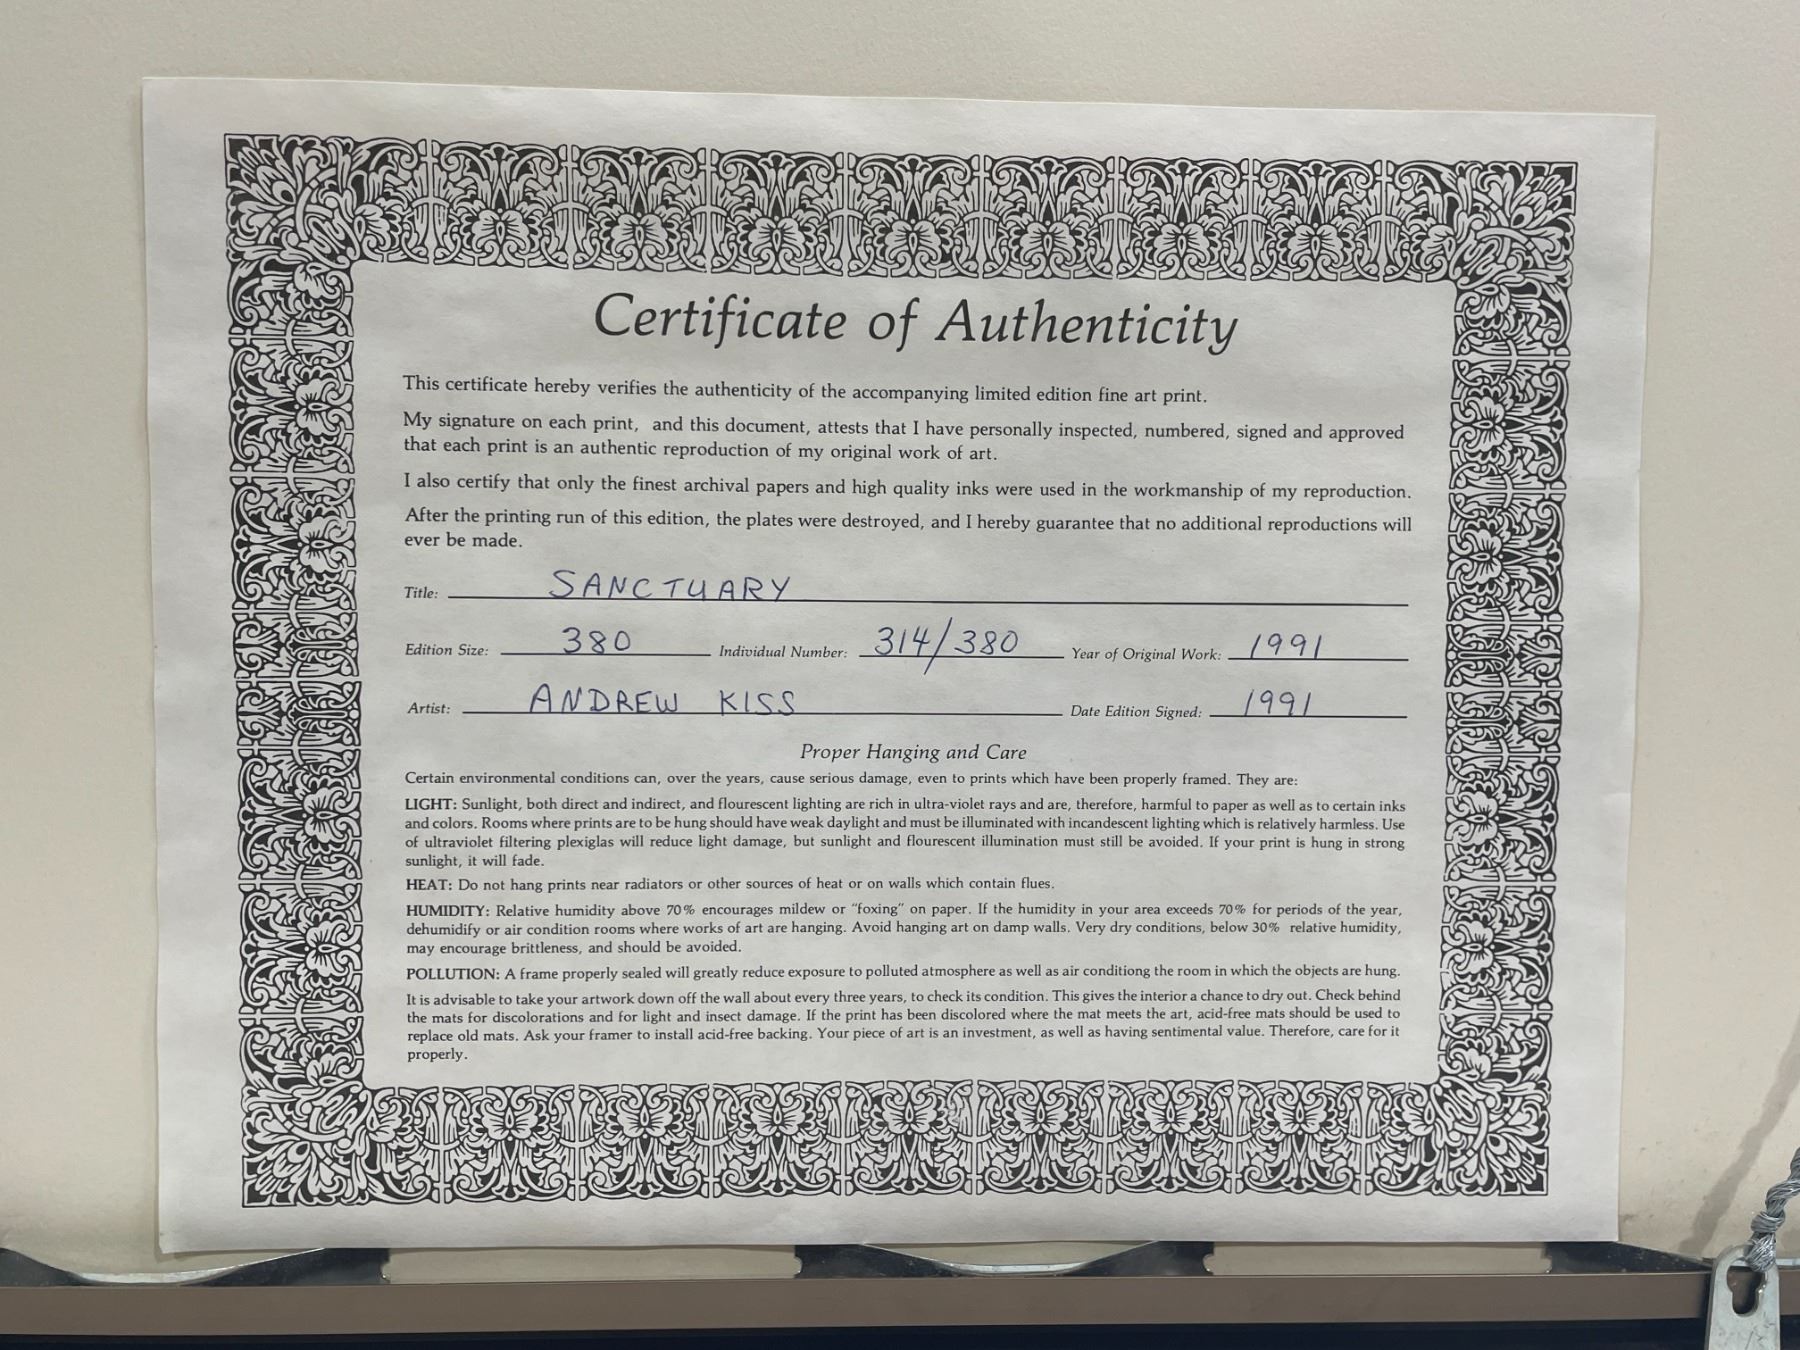 Certificate of Authenticity
This certificate hereby verifies the authenticity of the accompanying limited edition fine art print.
My signature on each print, and this document, attests that I have personally inspected, numbered, signed and approved
that each print is an authentic reproduction of my original work of art.
I also certify that only the finest archival papers and high quality inks were used in the workmanship of my reproduction.
After the printing run of this edition, the plates were destroyed, and I hereby guarantee that no additional reproductions will
ever be made.
Title: SANCTUARY
Edition Size: 380 Individual Number: 314/380 Year of Original Work: 1991
Artist: ANDREW KISS Date Edition Signed: 1991
Proper Hanging and Care
Certain environmental conditions can, over the years, cause serious damage, even to prints which have been properly framed. They are:
LIGHT: Sunlight, both direct and indirect, and flourescent lighting are rich in ultra-violet rays and are, therefore, harmful to paper as well as to certain inks
and colors. Rooms where prints are to be hung should have weak daylight and must be illuminated with incandescent lighting which is relatively harmless. Use
of ultraviolet filtering plexiglas will reduce light damage, but sunlight and flourescent illumination must still be avoided. If your print is hung in strong
sunlight, it will fade.
HEAT: Do not hang prints near radiators or other sources of heat or on walls which contain flues.
HUMIDITY: Relative humidity above 70% encourages mildew or "foxing" on paper. If the humidity in your area exceeds 70% for periods of the year,
dehumidify or air condition rooms where works of art are hanging. Avoid hanging art on damp walls. Very dry conditions, below 30% relative humidity,
may encourage brittleness, and should be avoided.
POLLUTION: A frame properly sealed will greatly reduce exposure to polluted atmosphere as well as air conditiong the room in which the objects are hung.
It is advisable to take your artwork down off the wall about every three years, to check its condition. This gives the interior a chance to dry out. Check behind
the mats for discolorations and for light and insect damage. If the print has been discolored where the mat meets the art, acid-free mats should be used to
replace old mats. Ask your framer to install acid-free backing. Your piece of art is an investment, as well as having sentimental value. Therefore, care for it
properly.